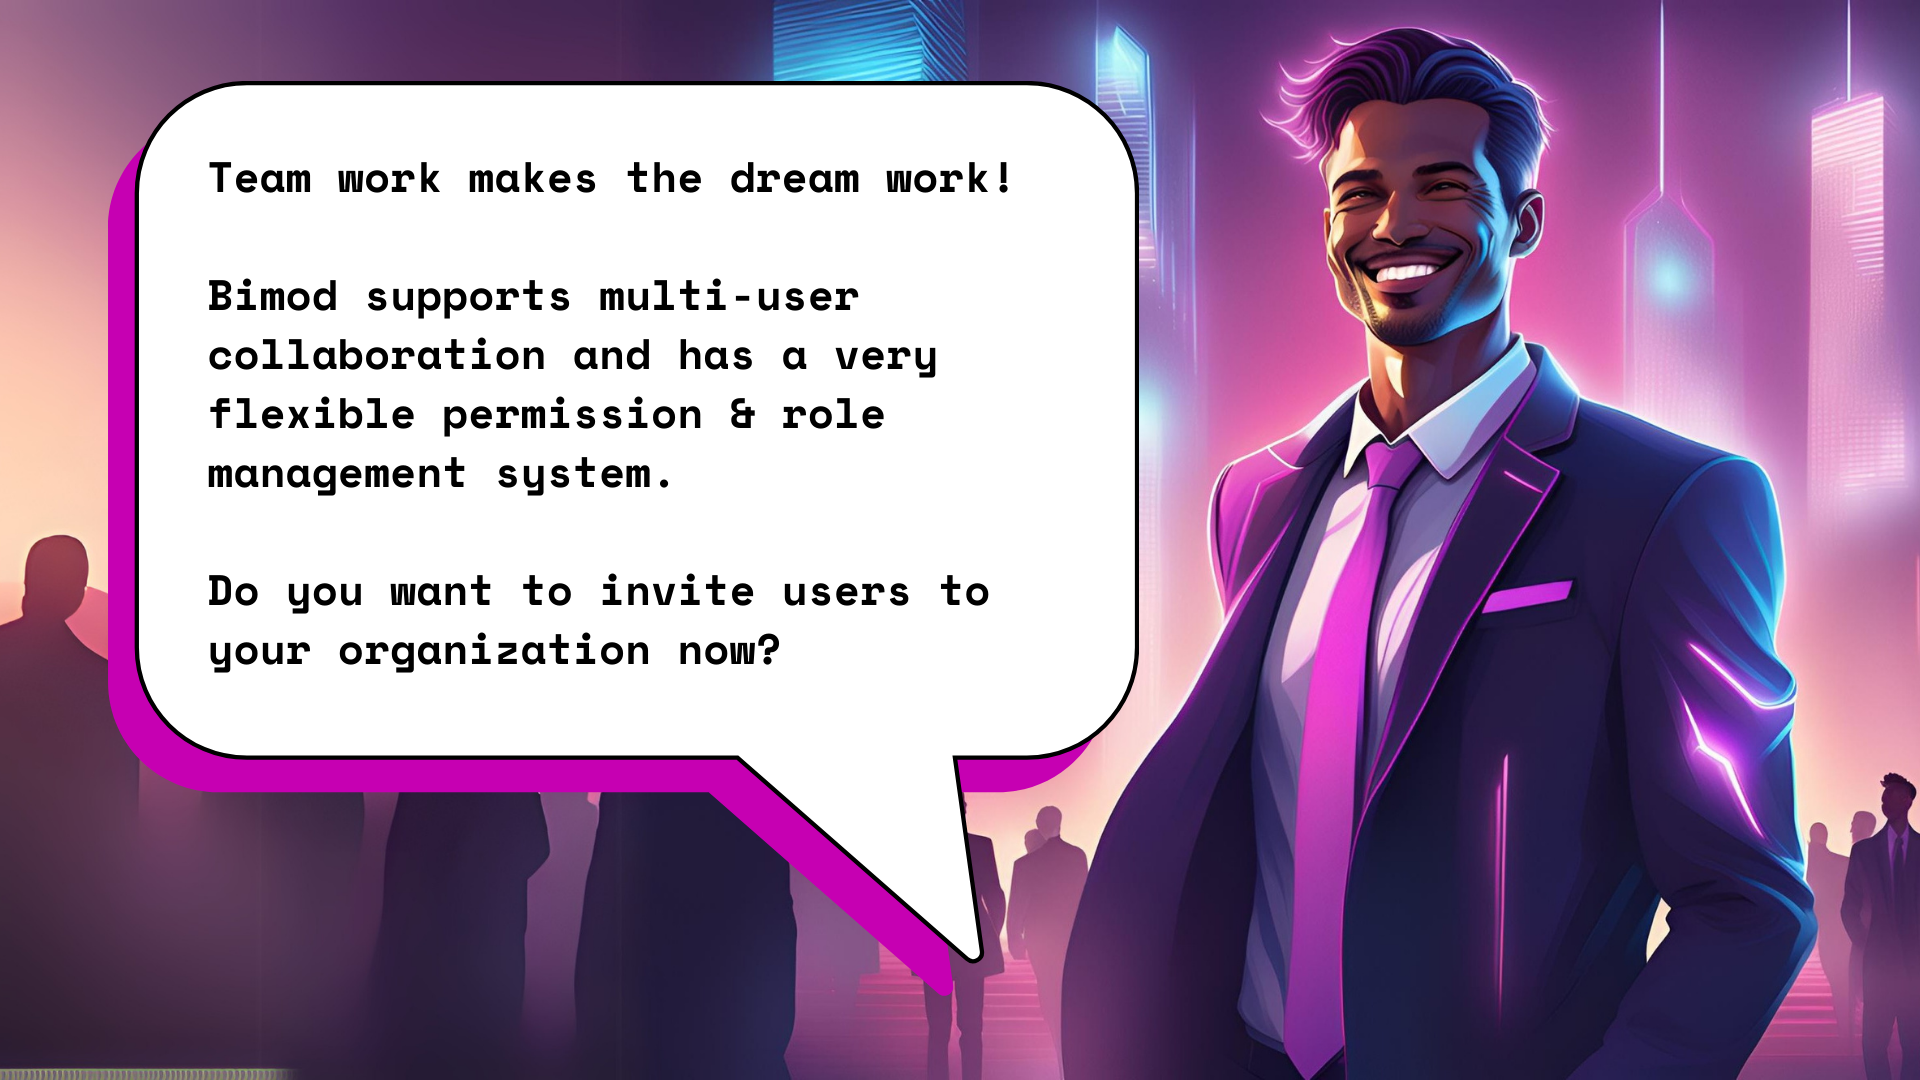 Team work makes the dream work!
Bimod supports multi-user
collaboration and has a very
flexible permission & role
management system.
Do you want to invite users to
your organization now?